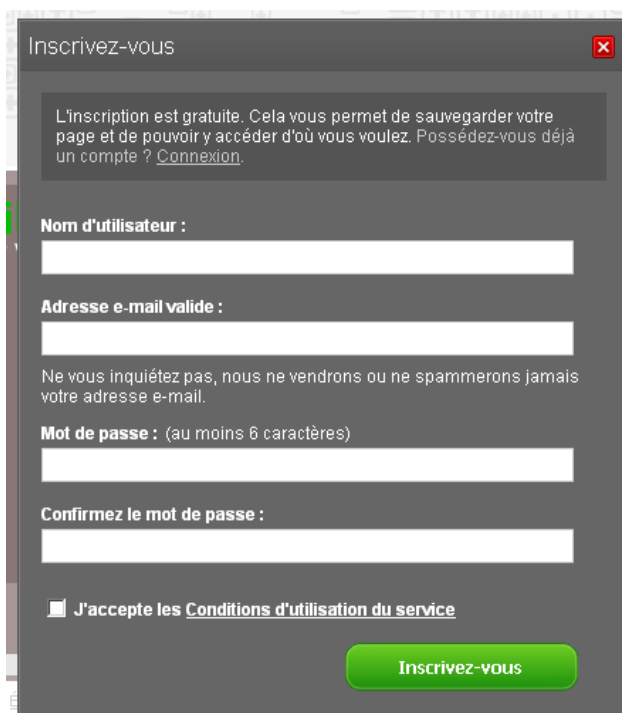 Inscrivez-vous
L'inscription est gratuite. Cela vous permet de sauvegarder votre
page et de pouvoir y accéder d'où vous voulez. Possédez-vous déjà
un compte ? Connexion.
Nom d'utilisateur :
Adresse e-mail valide :
Ne vous inquiétez pas, nous ne vendrons ou ne spammerons jamais
votre adresse e-mail.
Mot de passe : (au moins 6 caractères)
Confirmez le mot de passe :
J'accepte les Conditions d'utilisation du service
Inscrivez-vous